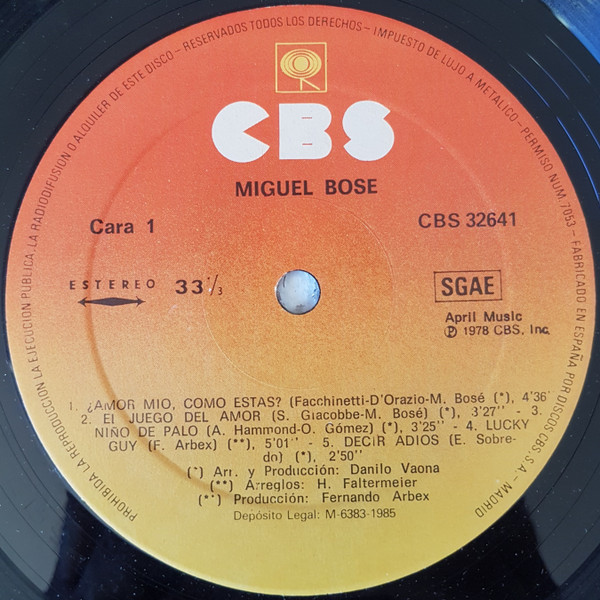 PROHIBIDA LA REPRODUCCION, LA EJECUCION PUBLICA, LA RADIODIFUSION O ALQUILER DE ESTE DISCO – RESERVADOS TODOS LOS DERECHOS – IMPUESTO DE LUJO A METALICO – PERMISO NUM. 7053 – FABRICADO EN ESPAÑA POR DISCOS CBS, S.A. – MADRID
CBS
MIGUEL BOSE
Cara 1
CBS 32641
ESTEREO 33⅓
SGAE
April Music
Ⓟ 1978 CBS, Inc.
1. ¿AMOR MIO, COMO ESTAS? (Facchinetti-D'Orazio-M. Bosé (*), 4'36"
2. EL JUEGO DEL AMOR (S. Giacobbe-M. Bosé) (*), 3'27" - 3.
NIÑO DE PALO (A. Hammond-O. Gómez) (*), 3'25" - 4. LUCKY
GUY (F. Arbex) (**), 5'01" - 5. DECIR ADIOS (E. Sobre-
do) (*), 2'50"
(*) Arr. y Producción: Danilo Vaona
(**) Arreglos: H. Faltermeier
(**) Producción: Fernando Arbex
Depósito Legal: M-6383-1985